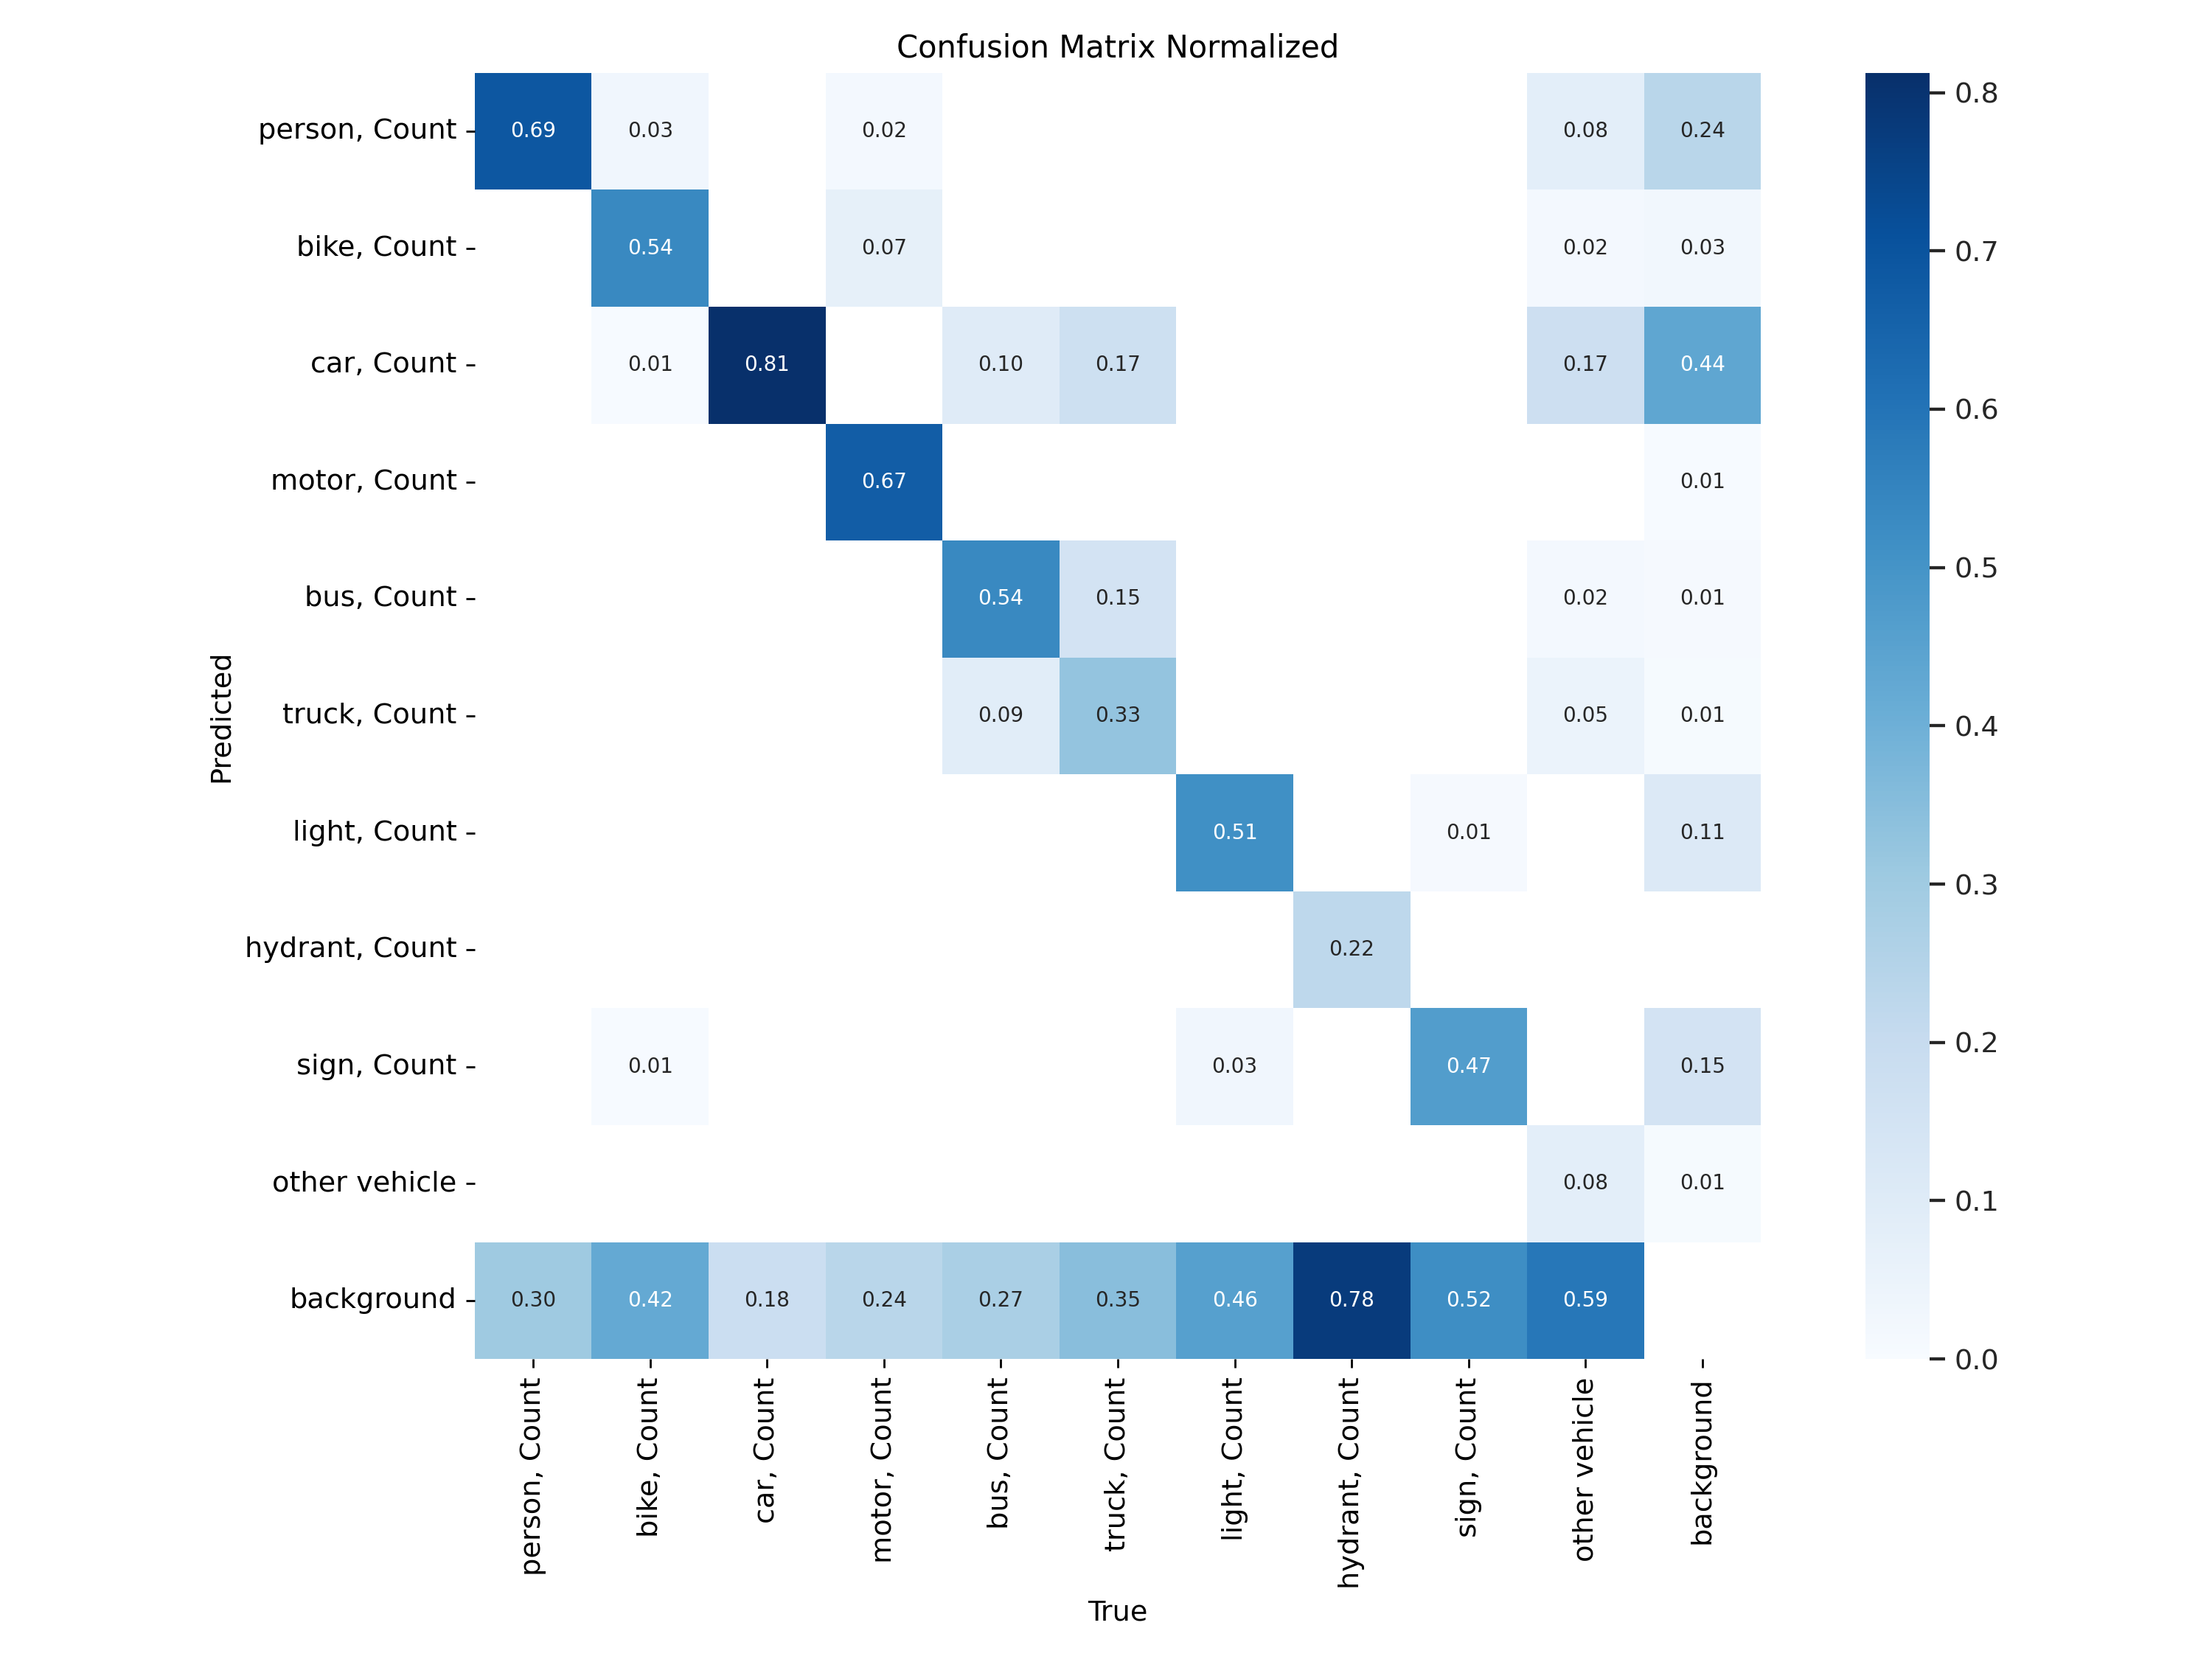 Confusion Matrix Normalized
person, Count 0.69 0.03 0.02 0.08 0.24
bike, Count 0.54 0.07 0.02 0.03
car, Count 0.01 0.81 0.10 0.17 0.17 0.44
motor, Count 0.67 0.01
bus, Count 0.54 0.15 0.02 0.01
truck, Count 0.09 0.33 0.05 0.01
light, Count 0.51 0.01 0.11
hydrant, Count 0.22
sign, Count 0.01 0.03 0.47 0.15
other vehicle 0.08 0.01
background 0.30 0.42 0.18 0.24 0.27 0.35 0.46 0.78 0.52 0.59
Predicted
person, Count
bike, Count
car, Count
motor, Count
bus, Count
truck, Count
light, Count
hydrant, Count
sign, Count
other vehicle
background
True
0.8
0.7
0.6
0.5
0.4
0.3
0.2
0.1
0.0